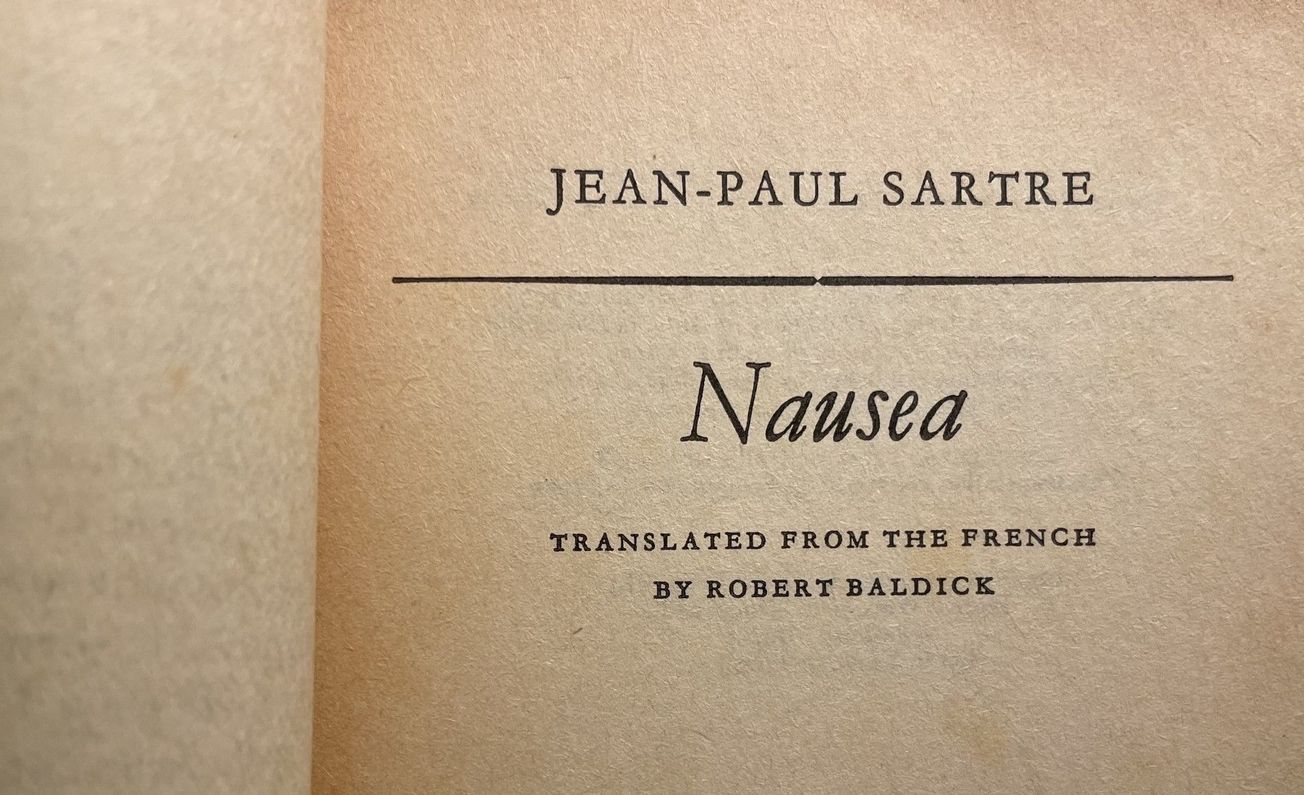 JEAN-PAUL SARTRE
Nausea
TRANSLATED FROM THE FRENCH
BY ROBERT BALDICK